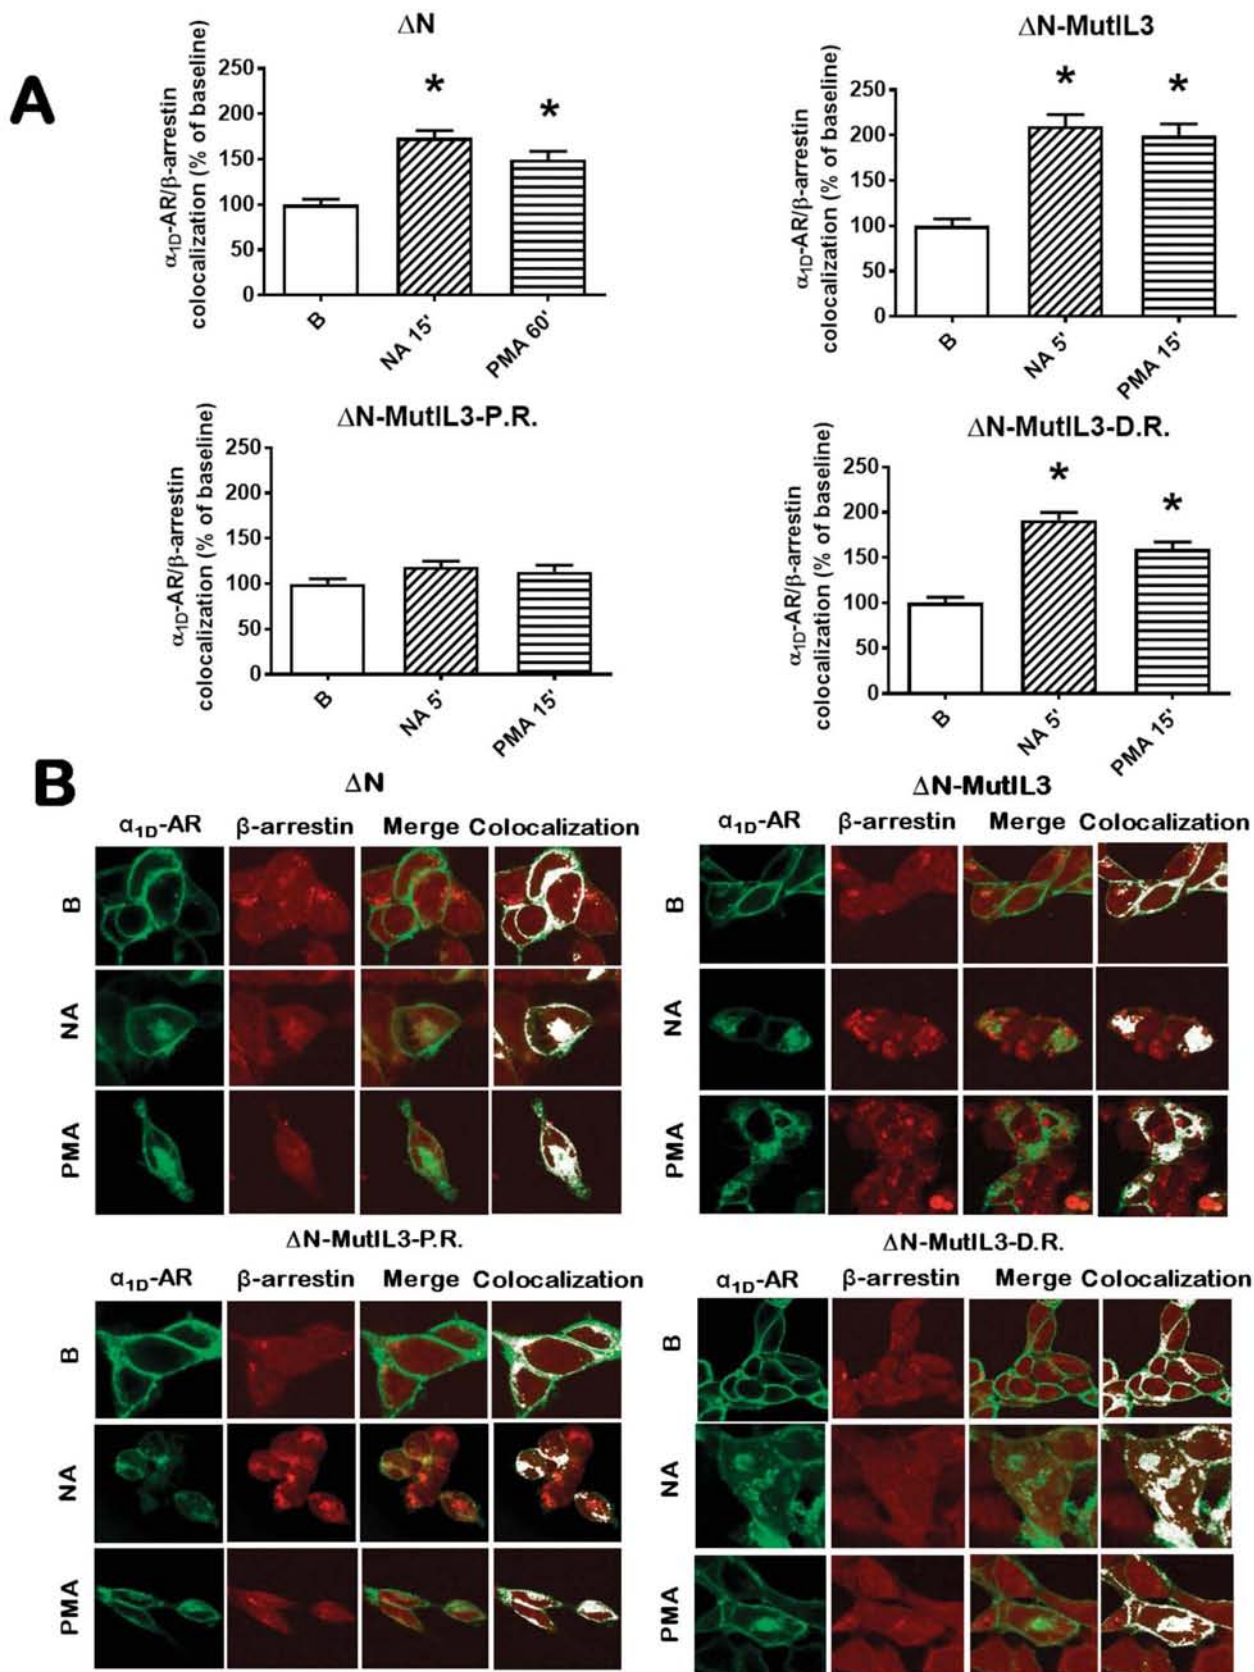 A
ΔN
α1D-AR/β-arrestin
colocalization (% of baseline)
250
200
150
100
50
0
B
NA 15'
PMA 60'
ΔN-MutIL3
α1D-AR/β-arrestin
colocalization (% of baseline)
250
200
150
100
50
0
B
NA 5'
PMA 15'
*
*
*
*
ΔN-MutIL3-P.R.
α1D-AR/β-arrestin
colocalization (% of baseline)
250
200
150
100
50
0
B
NA 5'
PMA 15'
ΔN-MutIL3-D.R.
α1D-AR/β-arrestin
colocalization (% of baseline)
250
200
150
100
50
0
*
*
B
NA 5'
PMA 15'
B
ΔN
α1D-AR β-arrestin Merge Colocalization
B
NA
PMA
ΔN-MutIL3
α1D-AR β-arrestin Merge Colocalization
B
NA
PMA
ΔN-MutIL3-P.R.
α1D-AR β-arrestin Merge Colocalization
B
NA
PMA
ΔN-MutIL3-D.R.
α1D-AR β-arrestin Merge Colocalization
B
NA
PMA